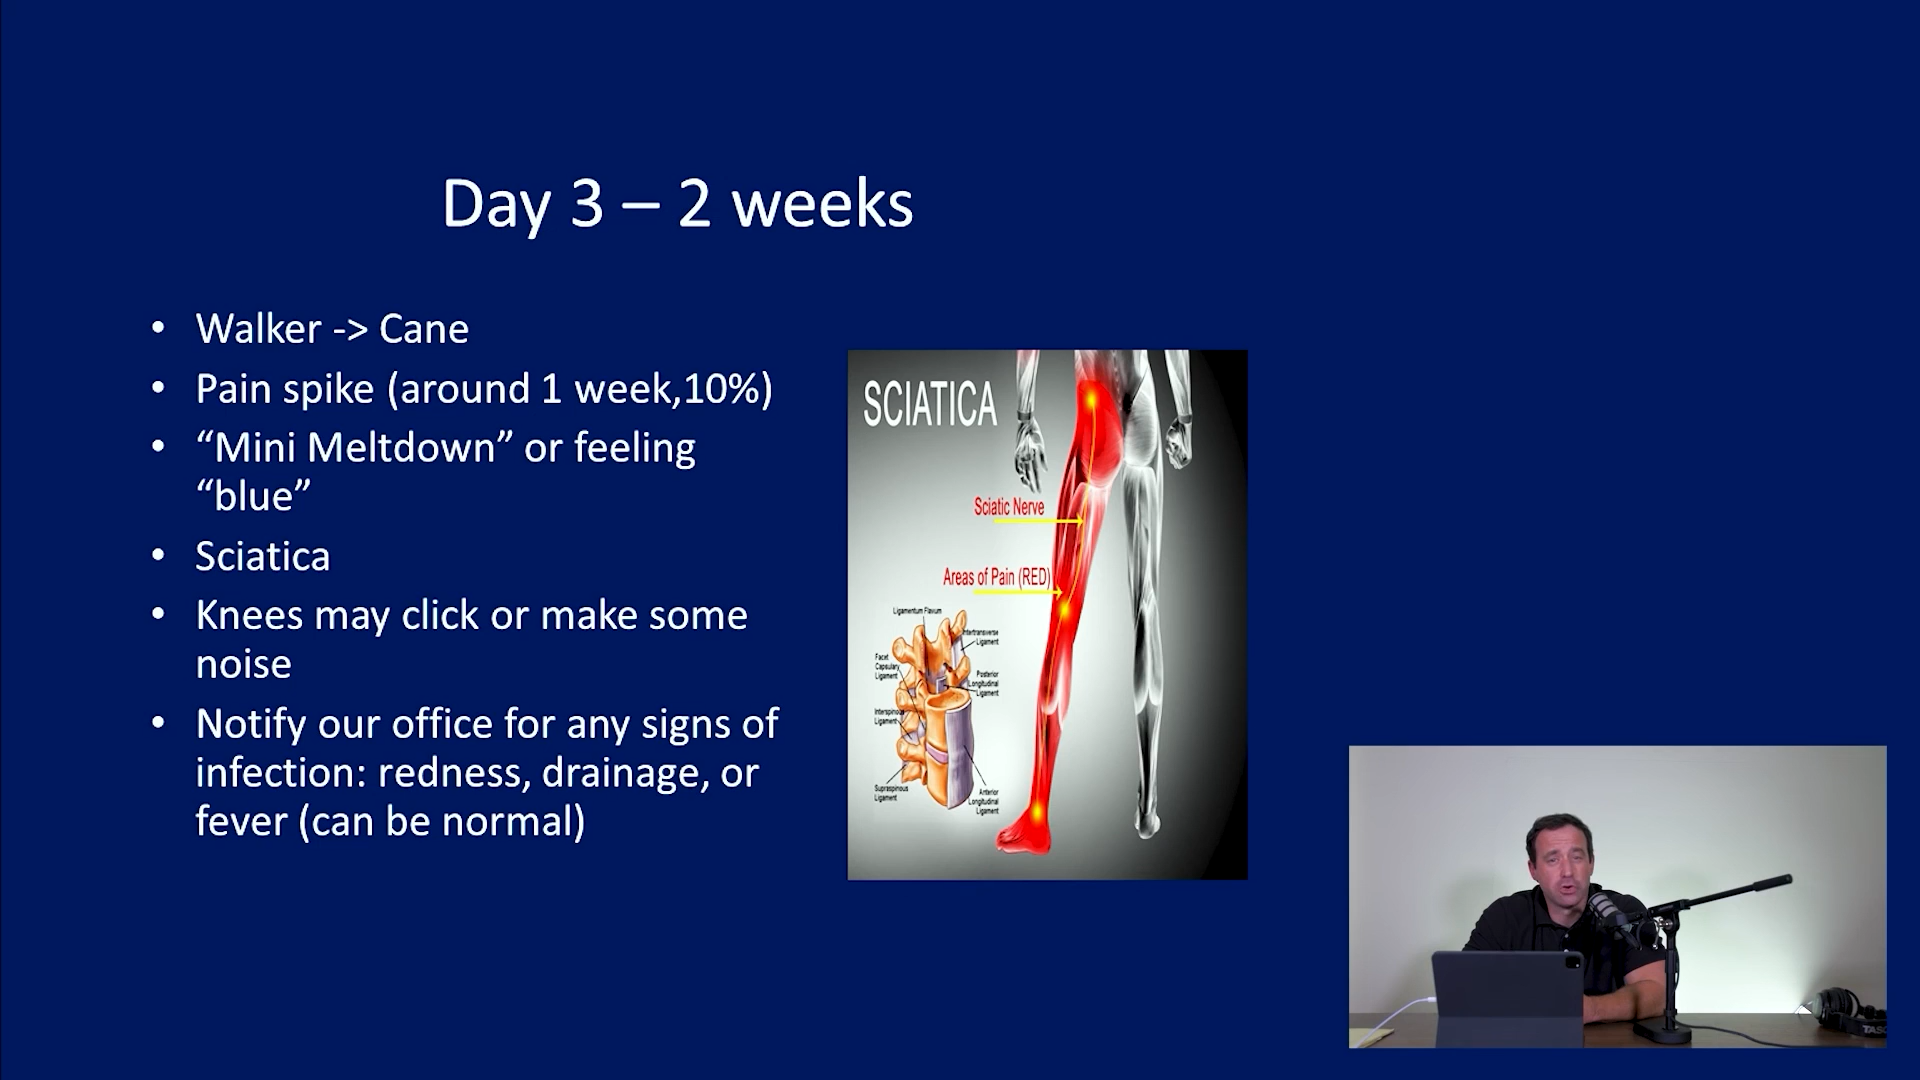 Day 3 – 2 weeks
• Walker -> Cane
• Pain spike (around 1 week,10%)
• “Mini Meltdown” or feeling
“blue”
• Sciatica
• Knees may click or make some
noise
• Notify our office for any signs of
infection: redness, drainage, or
fever (can be normal)
SCIATICA
Sciatic Nerve
Areas of Pain (RED)
Ligamentum Flavum
Intertransverse
Ligament
Facet
Capsulary
Ligament
Posterior
Longitudinal
Ligament
Interspinous
Ligament
Supraspinous
Ligament
Anterior
Longitudinal
Ligament